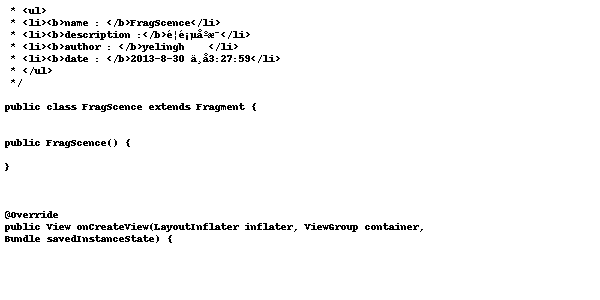 * <ul>
* <li><b>name : </b>FragScence</li>
* <li><b>description :</b>é¦é¡µåºæ¯</li>
* <li><b>author : </b>yelingh    </li>
* <li><b>date : </b>2013-8-30 ä¸å3:27:59</li>
* </ul>
*/
public class FragScence extends Fragment {
public FragScence() {
}
@Override
public View onCreateView(LayoutInflater inflater, ViewGroup container,
Bundle savedInstanceState) {